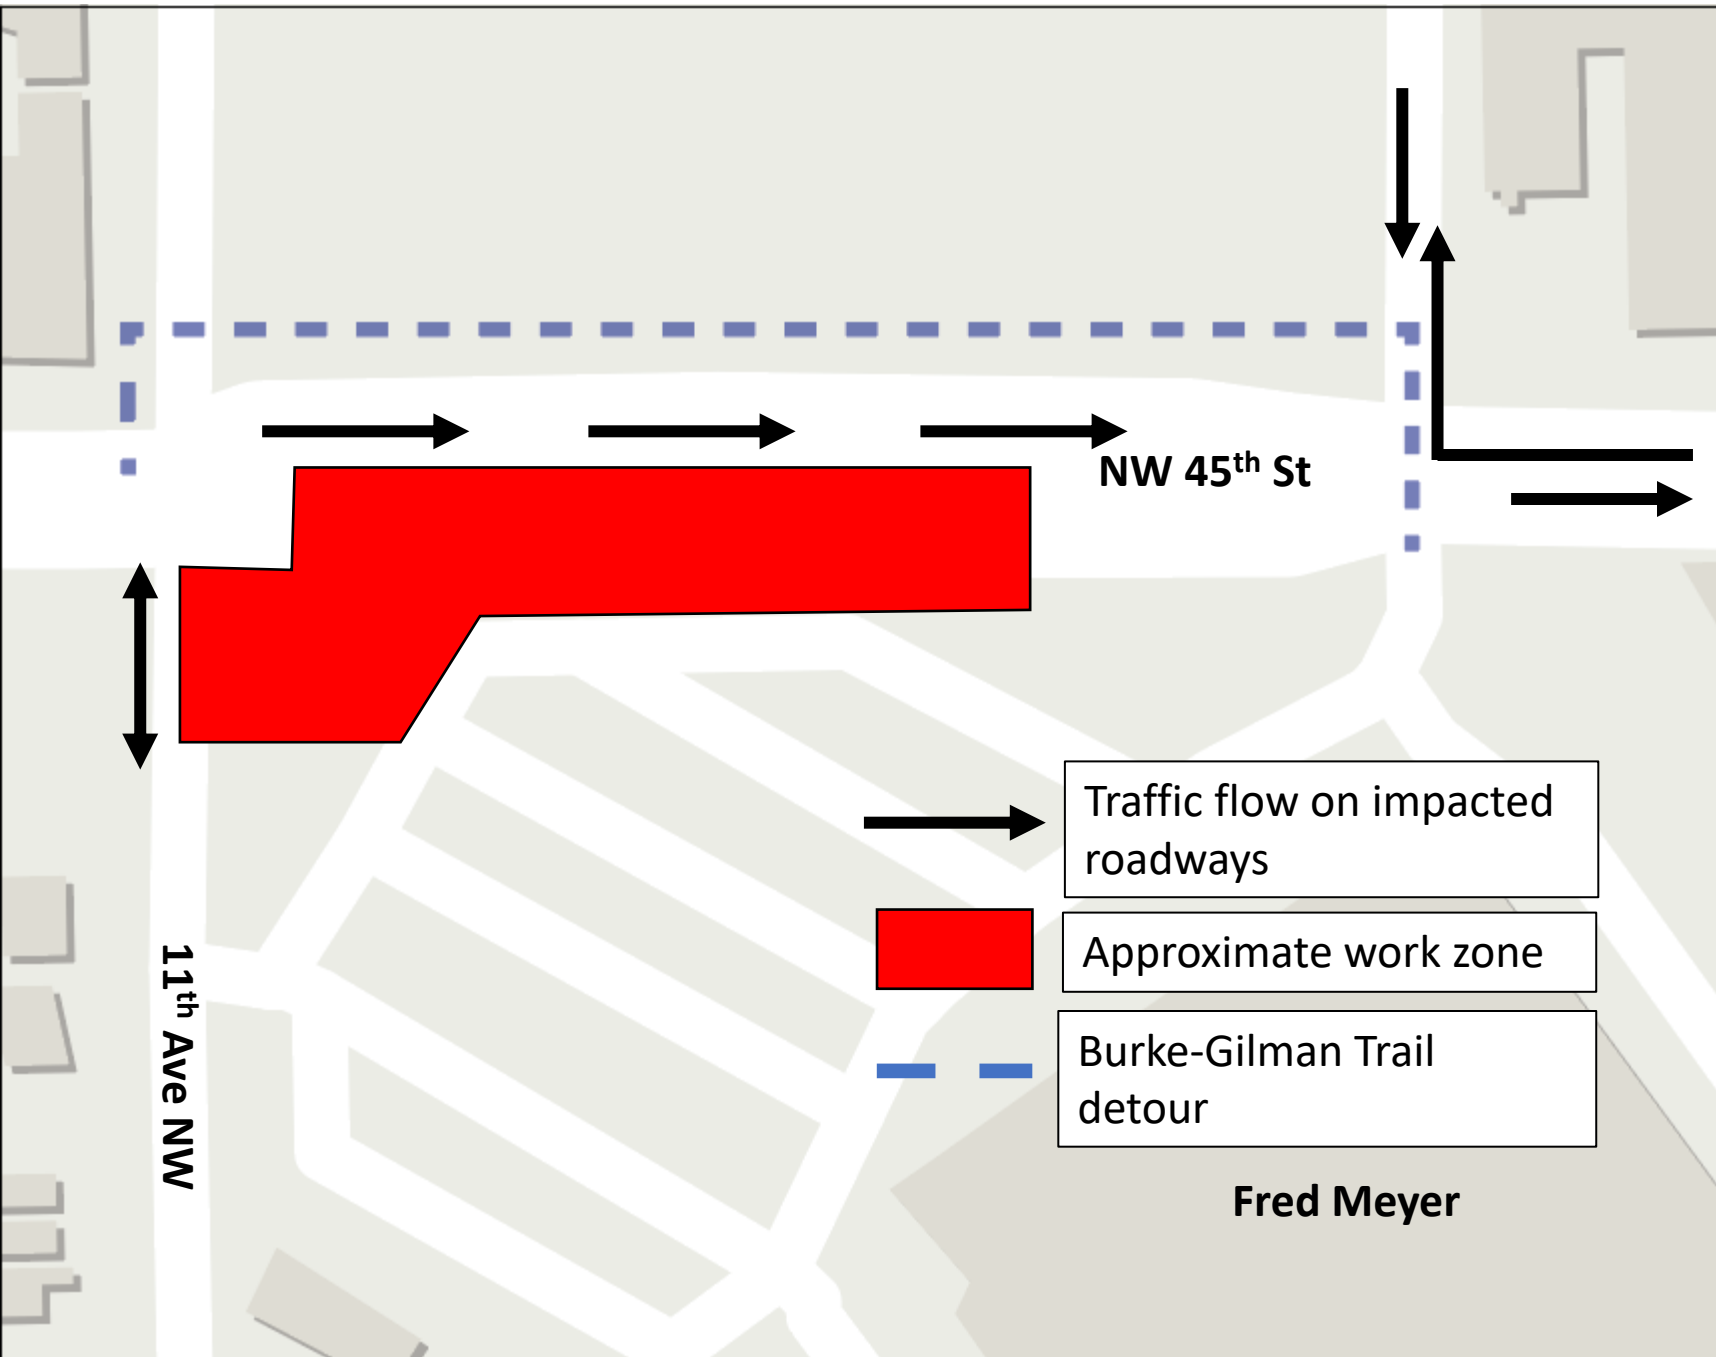 NW 45th St
Traffic flow on impacted
roadways
Approximate work zone
11th Ave NW
Burke-Gilman Trail
detour
Fred Meyer